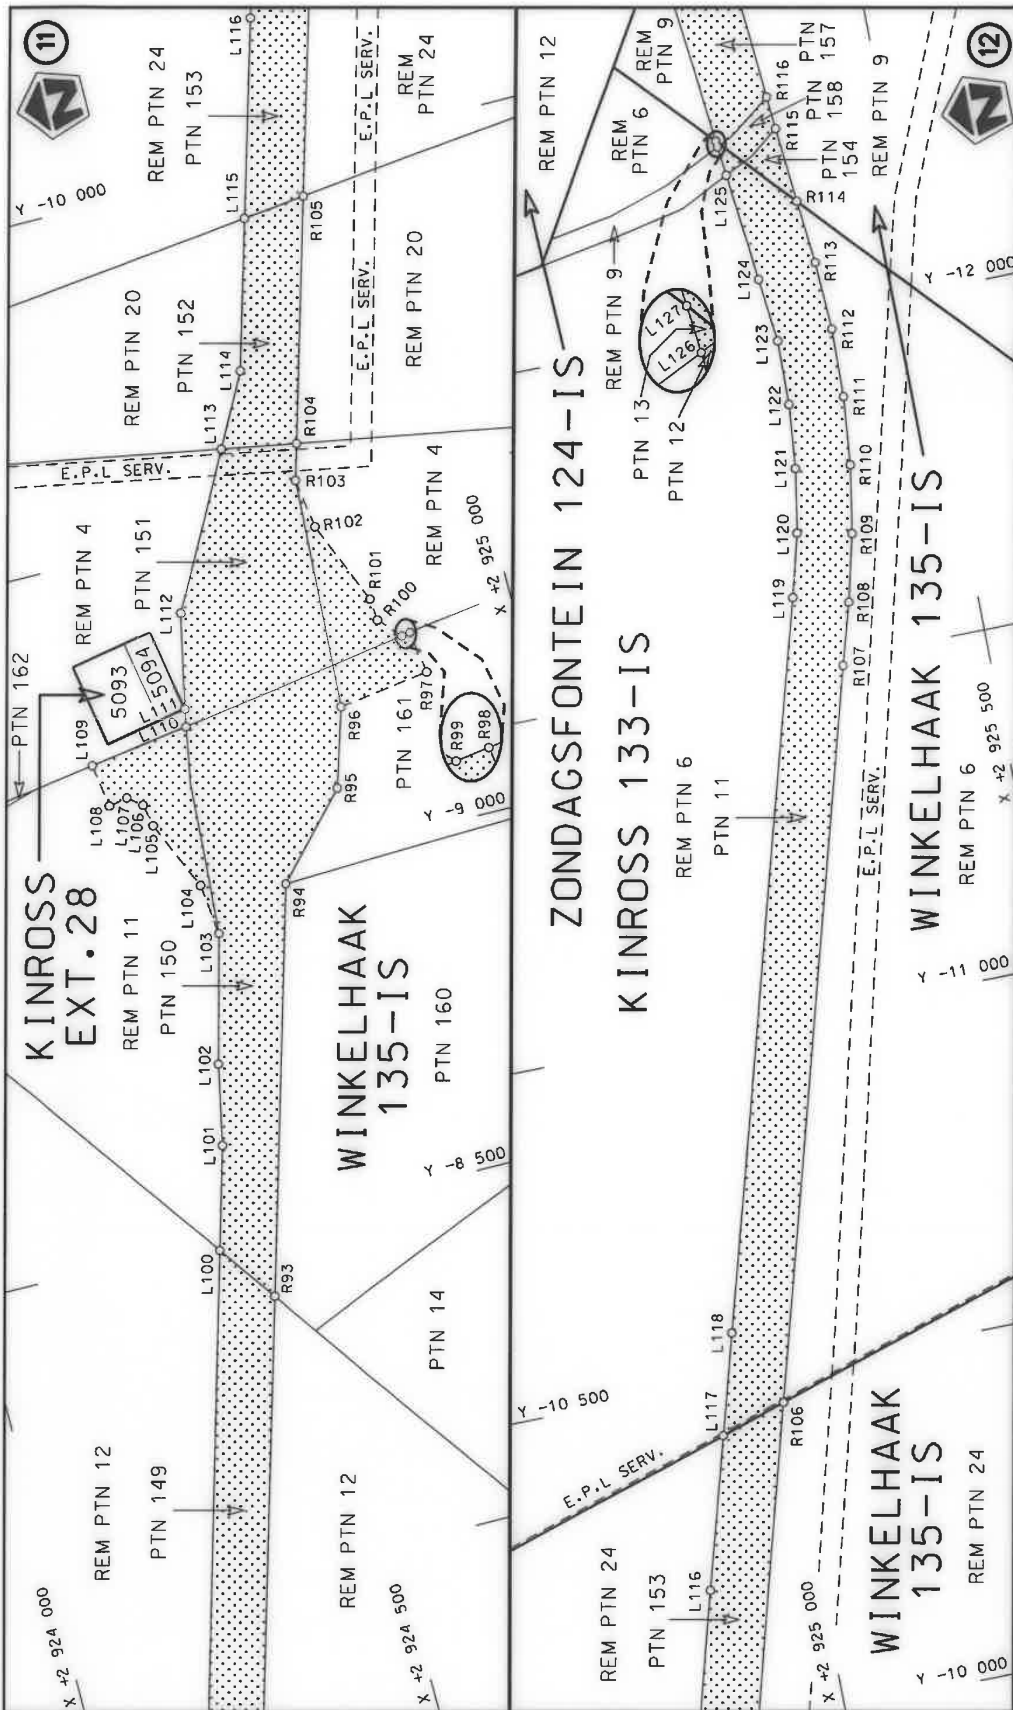 11
N
L116
REM PTN 24
PTN 153
E.P.L SERV.
REM
PTN 24
Y -10 000
L115
R105
REM PTN 20
PTN 152
E.P.L SERV.
REM PTN 20
L114
L113
R104
E.P.L SERV.
R103
REM PTN 4
PTN 151
R102
R101
R100
REM PTN 4
X +2 925 000
L112
PTN 162
5093
5094
L111
L110
L109
R97
R96
PTN 161
R99
R98
R95
Y -9 000
L108
L107
L106
L105
L104
R94
KINROSS
EXT.28
L103
REM PTN 11
PTN 150
WINKELHAAK
135-IS
PTN 160
L102
L101
Y -8 500
L100
R93
PTN 14
REM PTN 12
PTN 149
REM PTN 12
X +2 924 000
X +2 924 500
12
N
REM PTN 12
REM
PTN 9
REM
PTN 6
PTN
157
R116
PTN
158
R115
PTN
154
REM PTN 9
R114
L125
R113
Y -12 000
L124
REM PTN 9
L127
L126
PTN 13
PTN 12
L123
R112
L122
R111
L121
R110
L120
R109
L119
R108
R107
ZONDAGSFONTEIN 124-IS
KINROSS 133-IS
WINKELHAAK 135-IS
X +2 925 500
REM PTN 6
PTN 11
E.P.L SERV.
REM PTN 6
Y -11 000
L118
L117
R106
Y -10 500
E.P.L SERV.
L116
REM PTN 24
PTN 153
X +2 925 000
WINKELHAAK
135-IS
REM PTN 24
Y -10 000